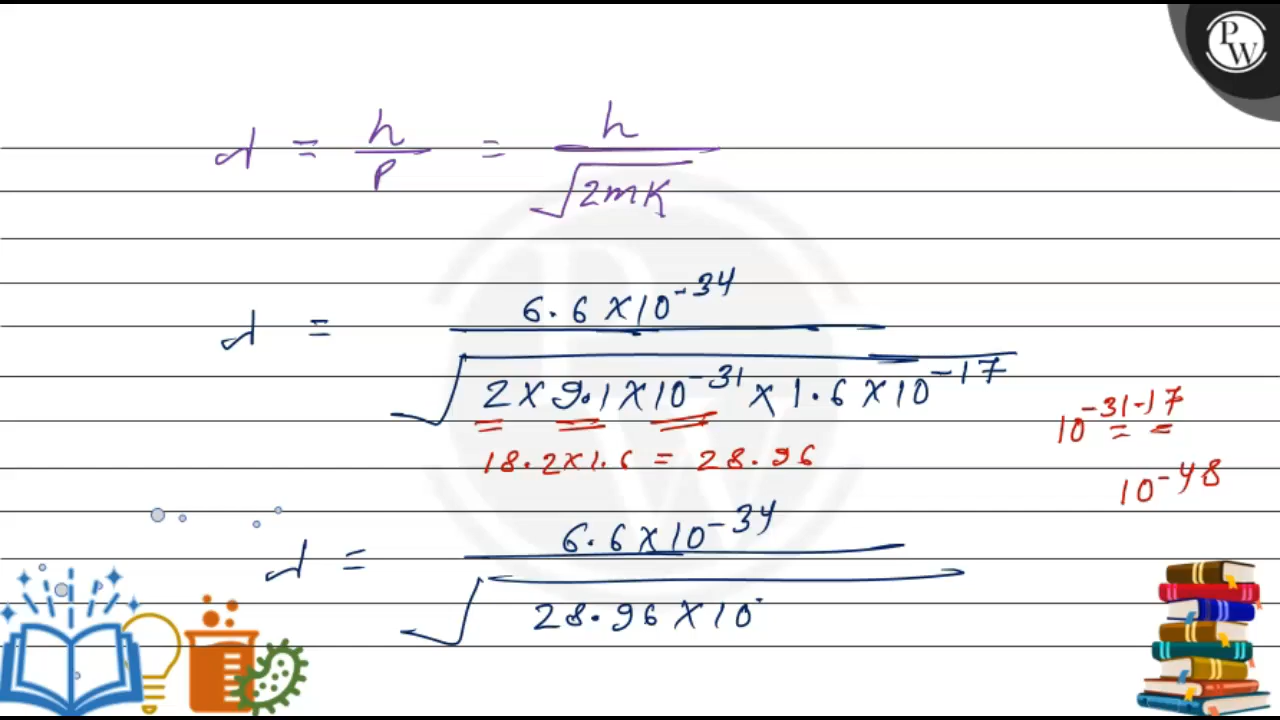 PW
λ = h/p = h/√2mK
λ = 6.6 × 10⁻³⁴ / √2 × 9.1 × 10⁻³¹ × 1.6 × 10⁻¹⁷
10⁻³¹⁻¹⁷
18.2 × 1.6 = 28.96
10⁻⁴⁸
λ = 6.6 × 10⁻³⁴ / √28.96 × 10